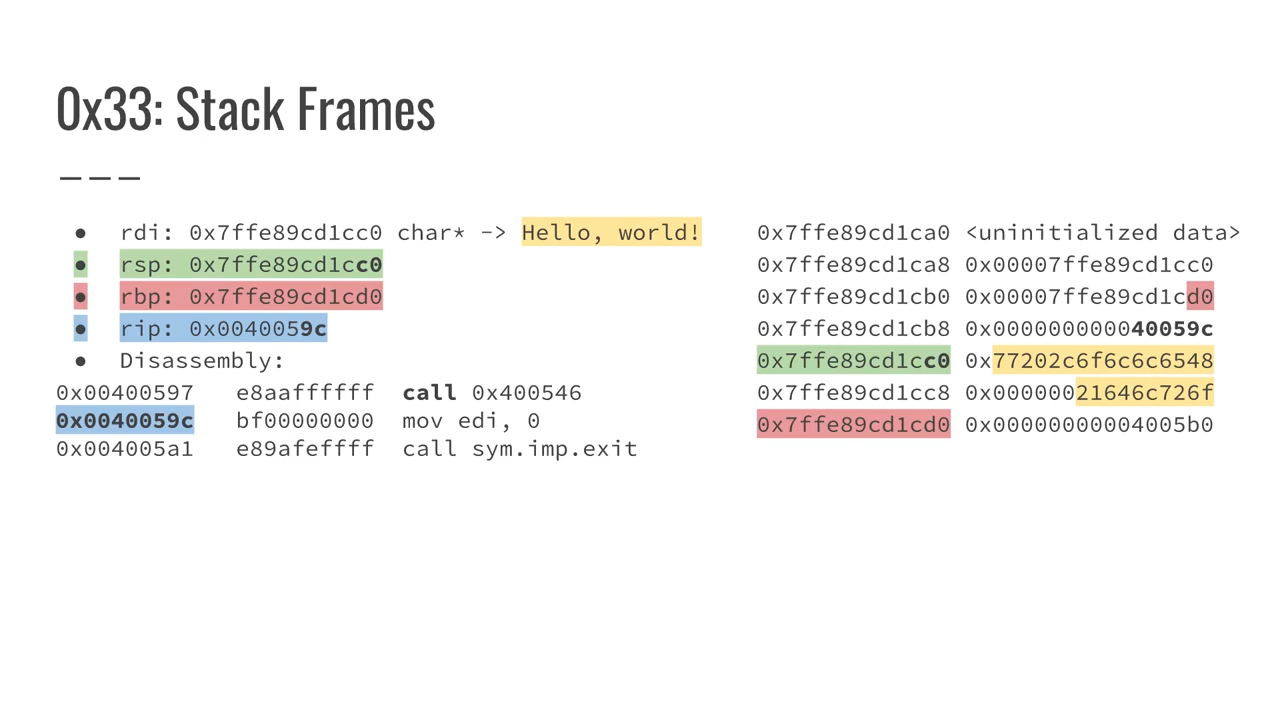 0x33: Stack Frames
———
● rdi: 0x7ffe89cd1cc0 char* -> Hello, world!
● rsp: 0x7ffe89cd1cc0
● rbp: 0x7ffe89cd1cd0
● rip: 0x0040059c
● Disassembly:
0x00400597 e8aaffffff call 0x400546
0x0040059c bf00000000 mov edi, 0
0x004005a1 e89afeffff call sym.imp.exit
0x7ffe89cd1ca0 <uninitialized data>
0x7ffe89cd1ca8 0x00007ffe89cd1cc0
0x7ffe89cd1cb0 0x00007ffe89cd1cd0
0x7ffe89cd1cb8 0x000000000040059c
0x7ffe89cd1cc0 0x77202c6f6c6c6548
0x7ffe89cd1cc8 0x00000021646c726f
0x7ffe89cd1cd0 0x00000000004005b0